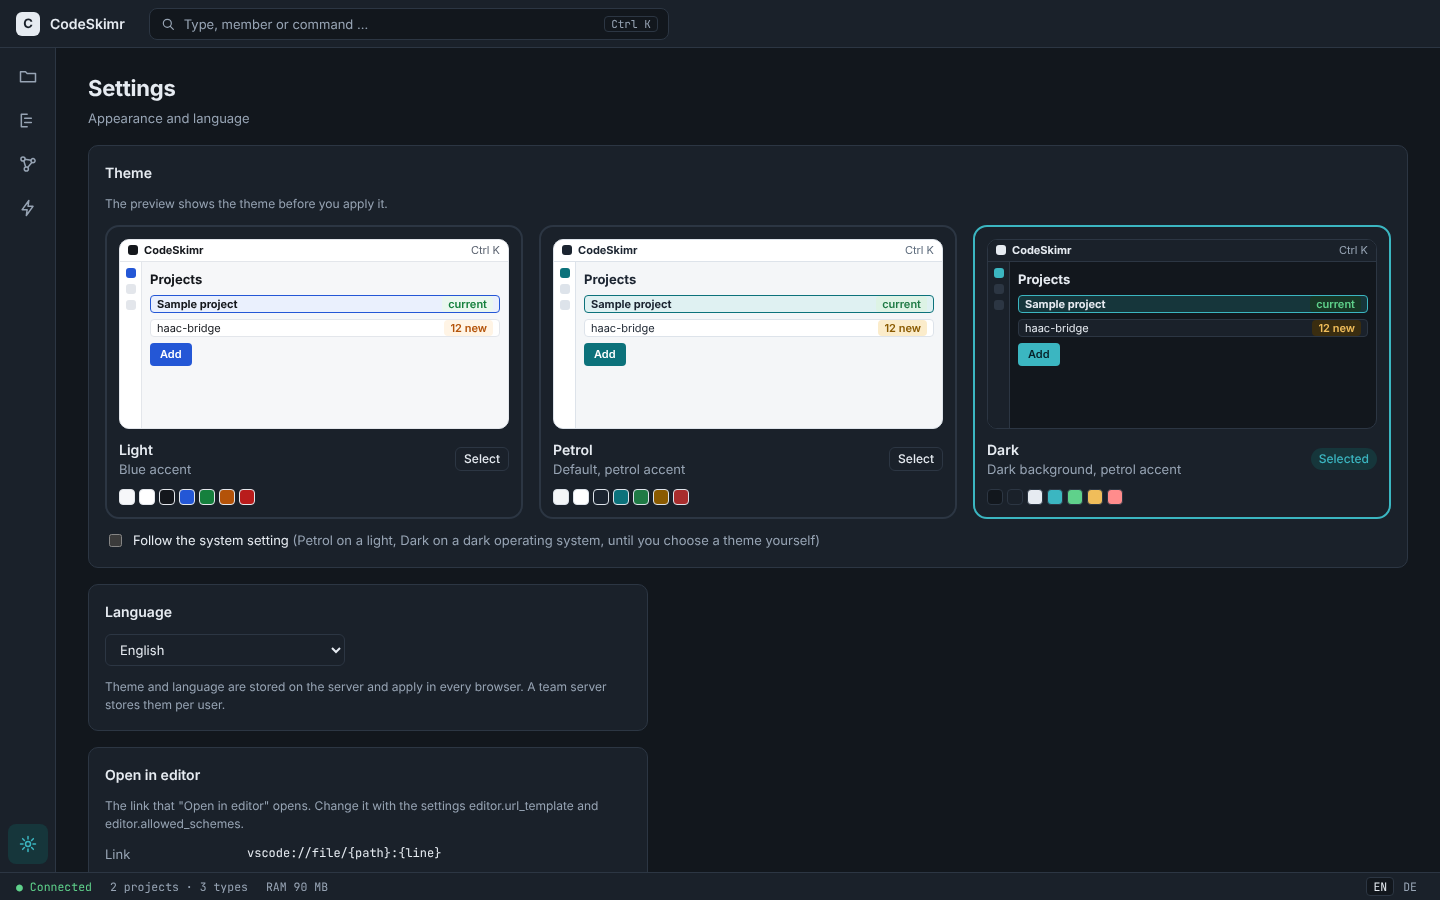 C CodeSkimr
Type, member or command ...
Ctrl K
Settings
Appearance and language
Theme
The preview shows the theme before you apply it.
CodeSkimr Ctrl K
Projects
Sample project current
haac-bridge 12 new
Add
Light
Blue accent
Select
CodeSkimr Ctrl K
Projects
Sample project current
haac-bridge 12 new
Add
Petrol
Default, petrol accent
Select
CodeSkimr Ctrl K
Projects
Sample project current
haac-bridge 12 new
Add
Dark
Dark background, petrol accent
Selected
Follow the system setting (Petrol on a light, Dark on a dark operating system, until you choose a theme yourself)
Language
English
Theme and language are stored on the server and apply in every browser. A team server
stores them per user.
Open in editor
The link that "Open in editor" opens. Change it with the settings editor.url_template and
editor.allowed_schemes.
Link vscode://file/{path}:{line}
Connected 2 projects · 3 types RAM 90 MB
EN DE